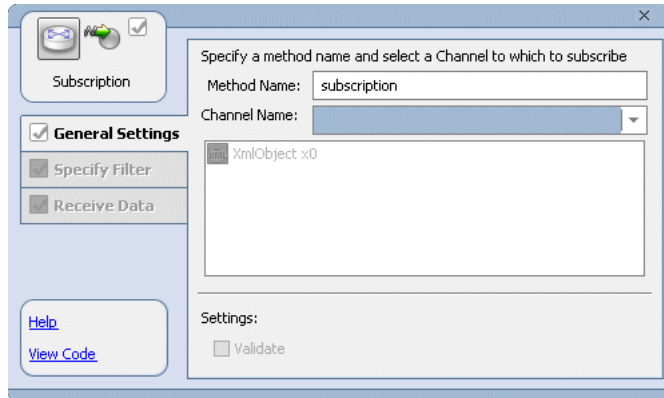 Subscription
General Settings
Specify Filter
Receive Data
Help
View Code
Specify a method name and select a Channel to which to subscribe
Method Name: subscription
Channel Name:
XmlObject x0
Settings:
Validate